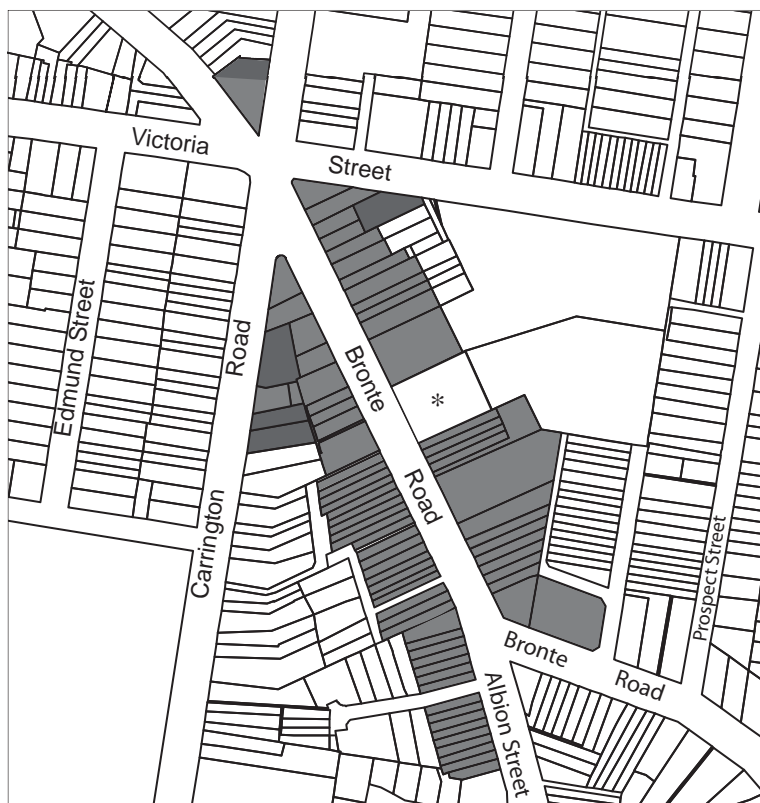 Victoria
Street
Edmund Street
Road
Carrington
Bronte
*
Road
Prospect Street
Bronte
Road
Albion Street